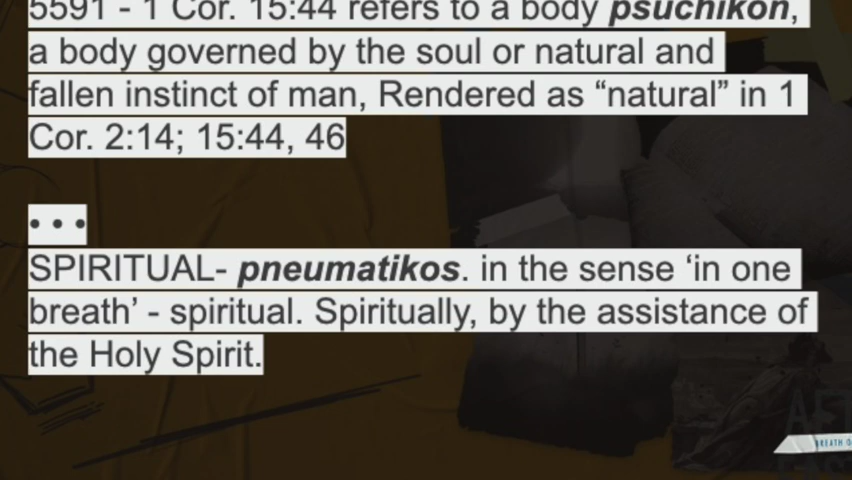 5591 - 1 Cor. 15:44 refers to a body psuchikon,
a body governed by the soul or natural and
fallen instinct of man, Rendered as “natural” in 1
Cor. 2:14; 15:44, 46
• • •
SPIRITUAL- pneumatikos. in the sense ‘in one
breath’ - spiritual. Spiritually, by the assistance of
the Holy Spirit.
BREATH O